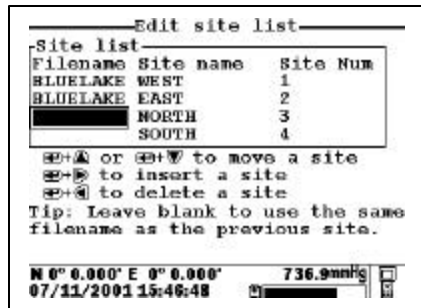 Edit site list
Site list
Filename Site name Site Num
BLUELAKE WEST 1
BLUELAKE EAST 2
NORTH 3
SOUTH 4
+ or + to move a site
+ to insert a site
+ to delete a site
Tip: Leave blank to use the same
filename as the previous site.
N 0° 0.000' E 0° 0.000' 736.9mmHg
07/11/2001 15:46:48